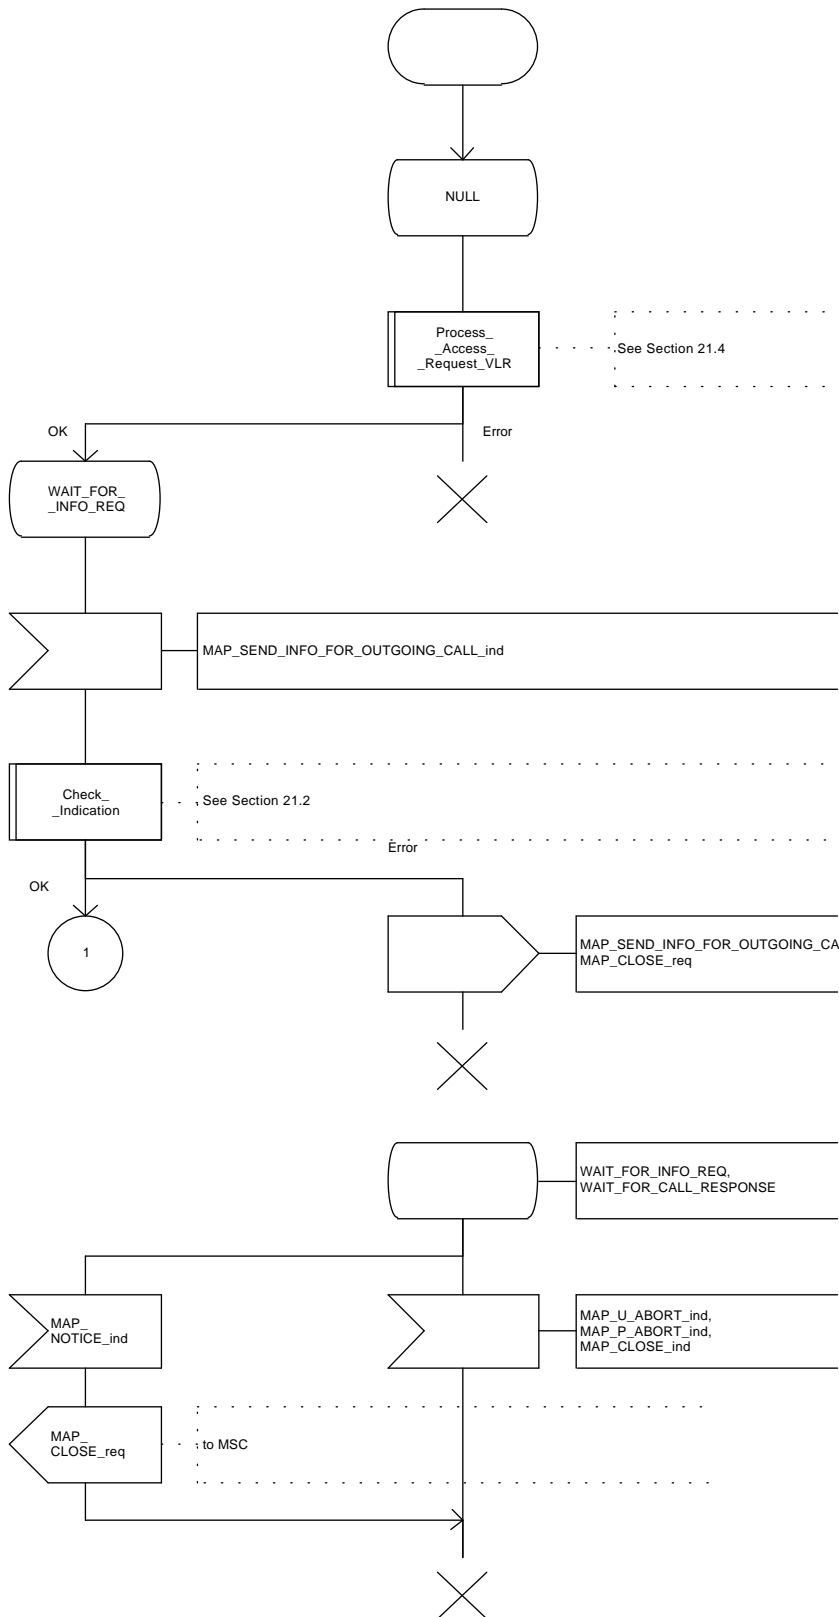 NULL
Process_
_Access_
_Request_VLR
See Section 21.4
OK
Error
WAIT_FOR_
_INFO_REQ
MAP_SEND_INFO_FOR_OUTGOING_CALL_ind
Check_
_Indication
See Section 21.2
Error
OK
1
MAP_SEND_INFO_FOR_OUTGOING_CA
MAP_CLOSE_req
WAIT_FOR_INFO_REQ,
WAIT_FOR_CALL_RESPONSE
MAP_
NOTICE_ind
MAP_U_ABORT_ind,
MAP_P_ABORT_ind,
MAP_CLOSE_ind
MAP_
CLOSE_req
to MSC